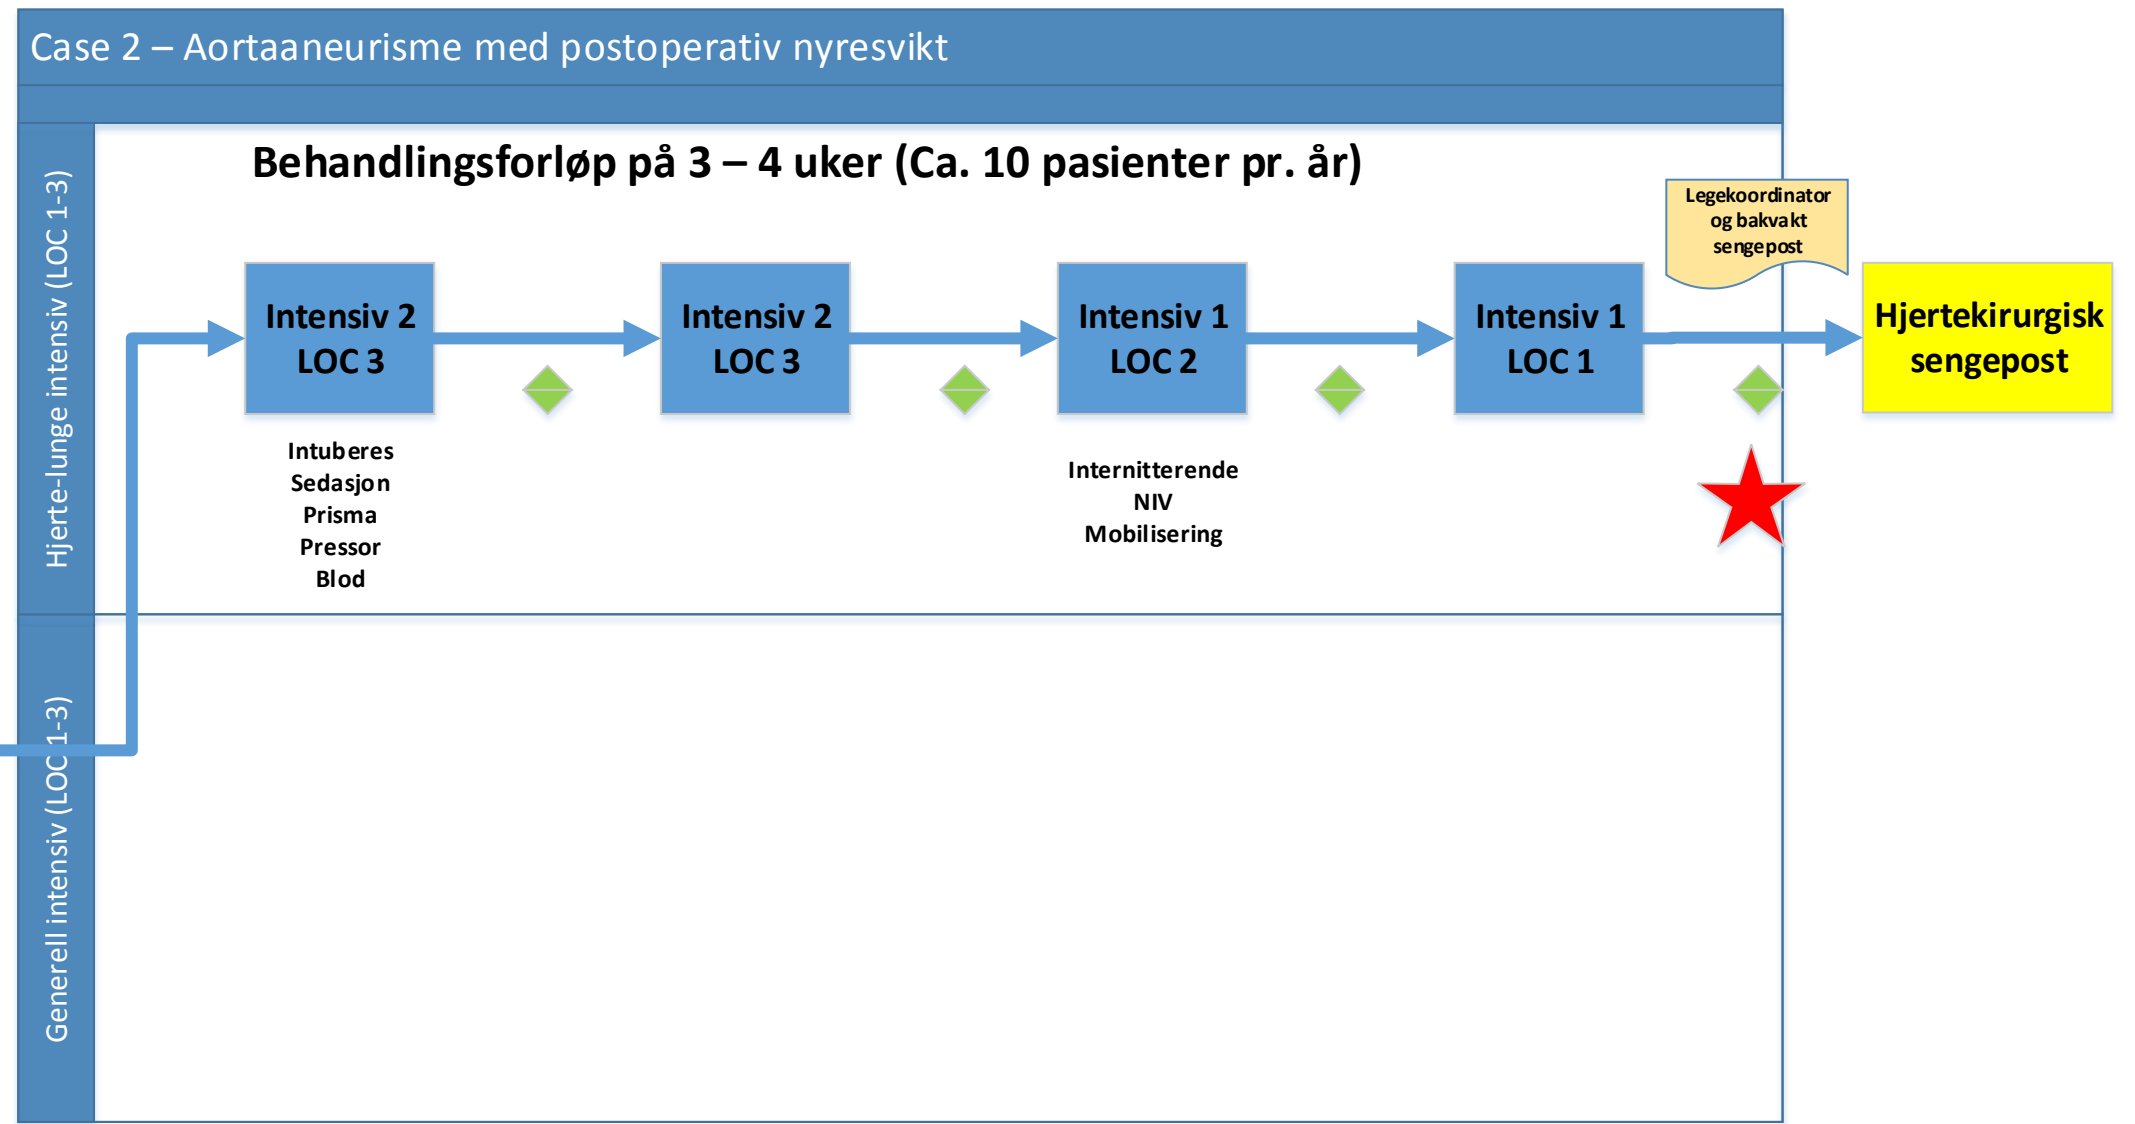 Case 2 – Aortaaneurisme med postoperativ nyresvikt
Hjerte-lunge intensiv (LOC 1-3)
Behandlingsforløp på 3 – 4 uker (Ca. 10 pasienter pr. år)
Legekoordinator
og bakvakt
sengepost
Intensiv 2
LOC 3
Intensiv 2
LOC 3
Intensiv 1
LOC 2
Intensiv 1
LOC 1
Hjertekirurgisk
sengepost
Intuberes
Sedasjon
Prisma
Pressor
Blod
Internitterende
NIV
Mobilisering
Generell intensiv (LOC 1-3)